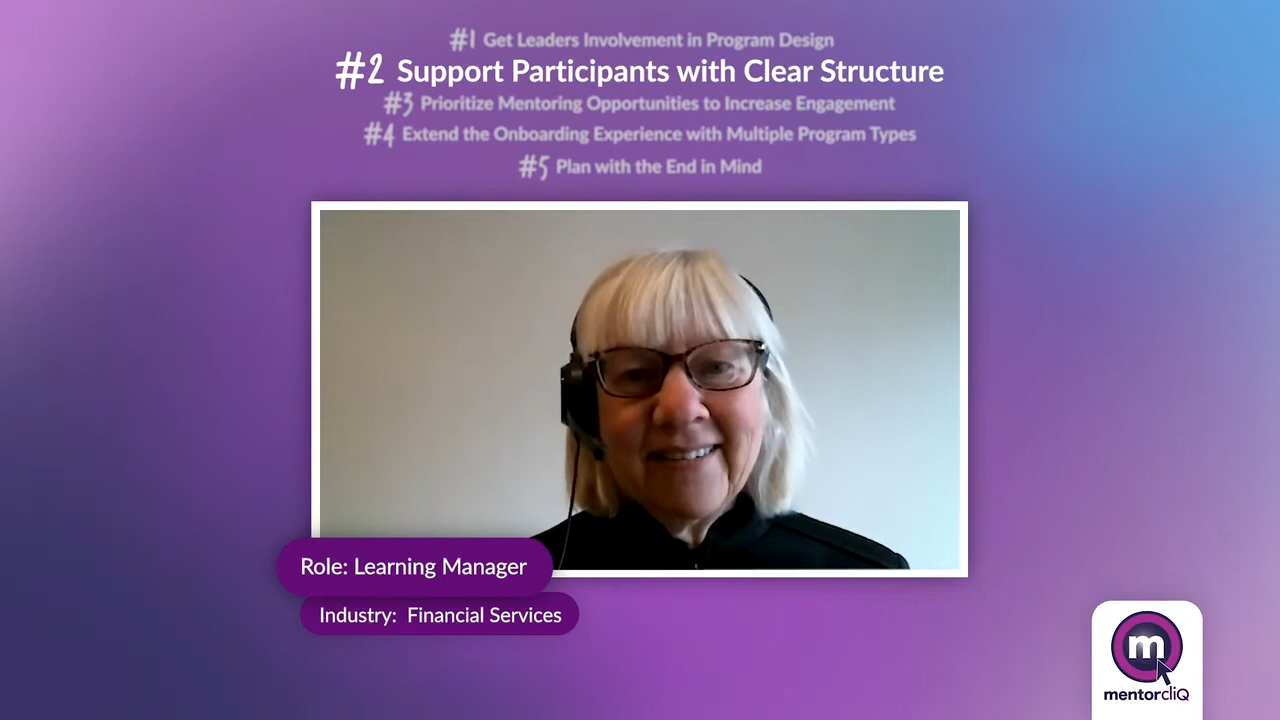 #1 Get Leaders Involvement in Program Design
#2 Support Participants with Clear Structure
#3 Prioritize Mentoring Opportunities to Increase Engagement
#4 Extend the Onboarding Experience with Multiple Program Types
#5 Plan with the End in Mind
Role: Learning Manager
Industry: Financial Services
m
mentorcliQ